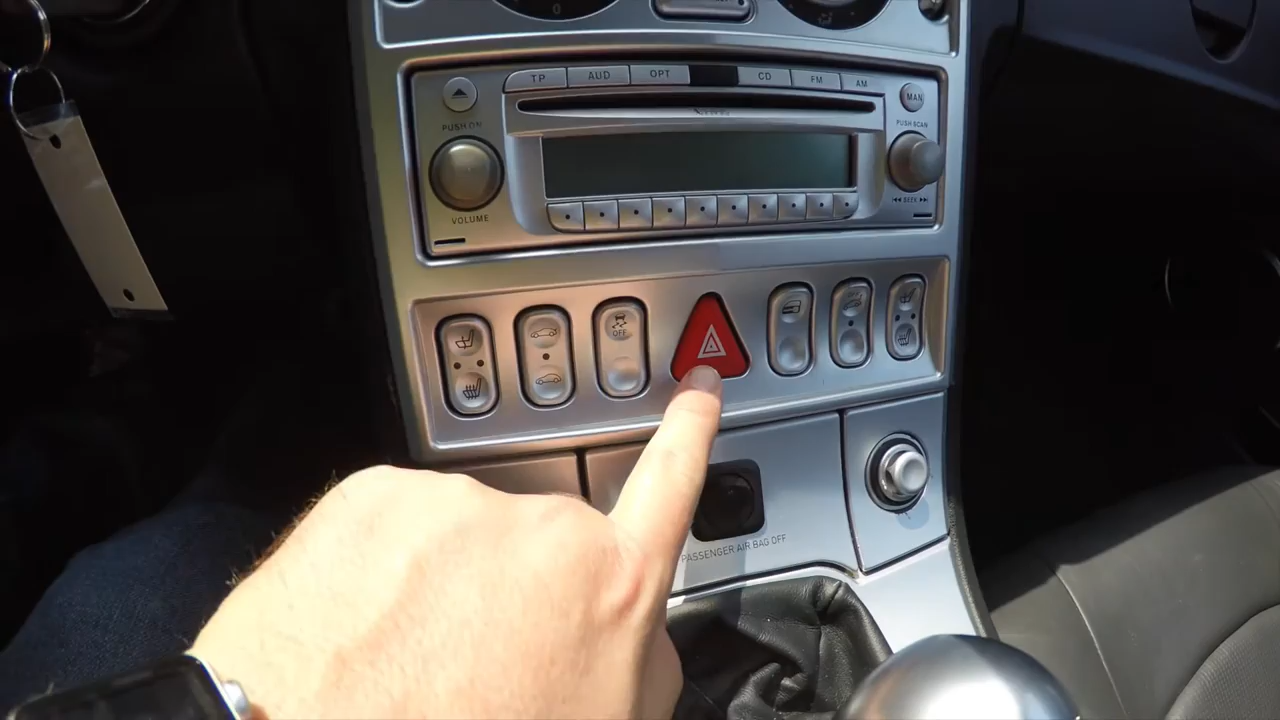 TP AUD OPT CD FM AM
MAN
PUSH ON
PUSH SCAN
VOLUME
SEEK
OFF
PASSENGER AIR BAG OFF